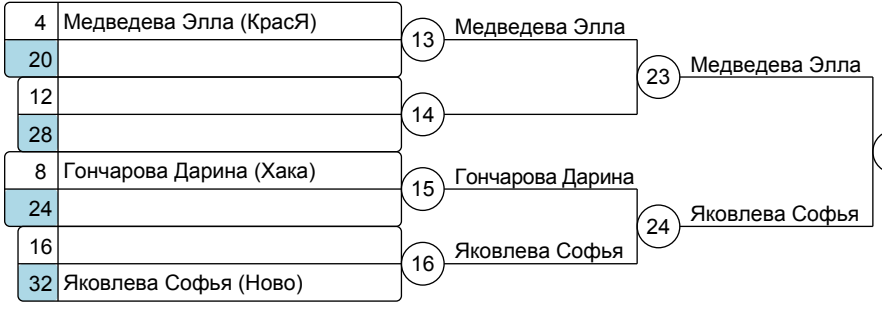 4 Медведева Элла (КрасЯ)
20
12
28
8 Гончарова Дарина (Хака)
24
16
32 Яковлева Софья (Ново)
13 Медведева Элла
14
15 Гончарова Дарина
16 Яковлева Софья
23 Медведева Элла
24 Яковлева Софья